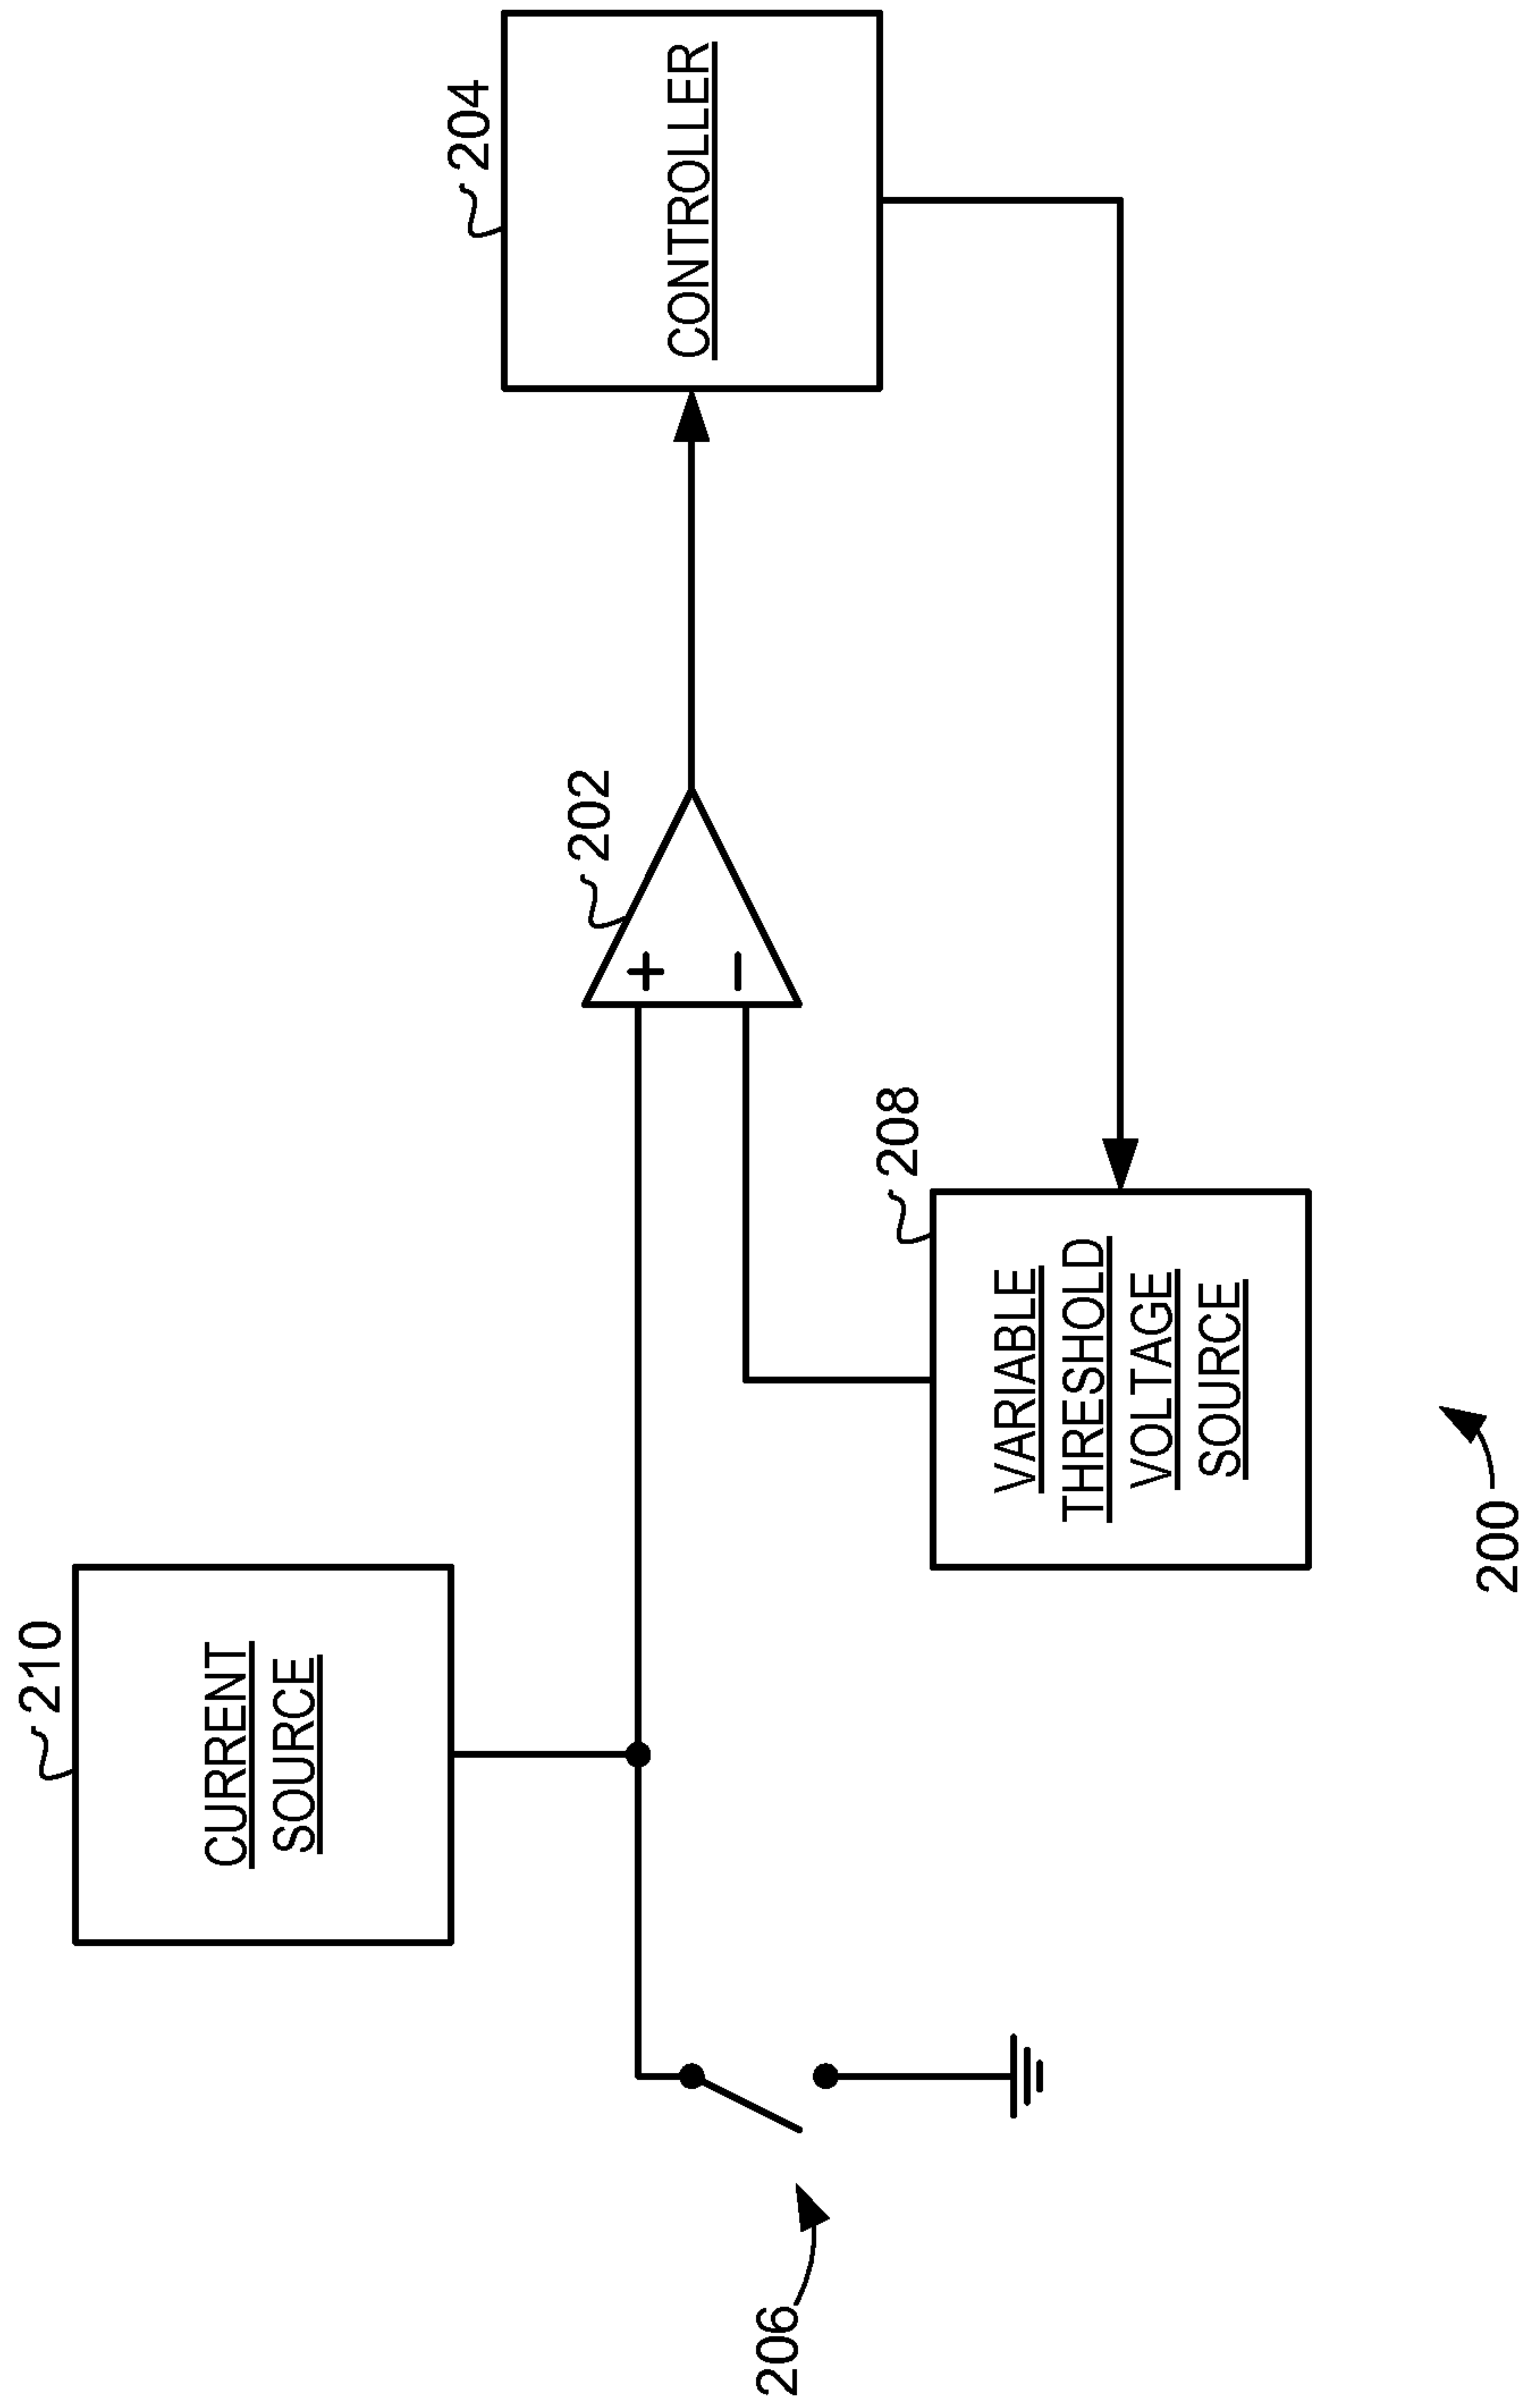 210
CURRENT
SOURCE
204
CONTROLLER
202
+
−
208
VARIABLE
THRESHOLD
VOLTAGE
SOURCE
206
200